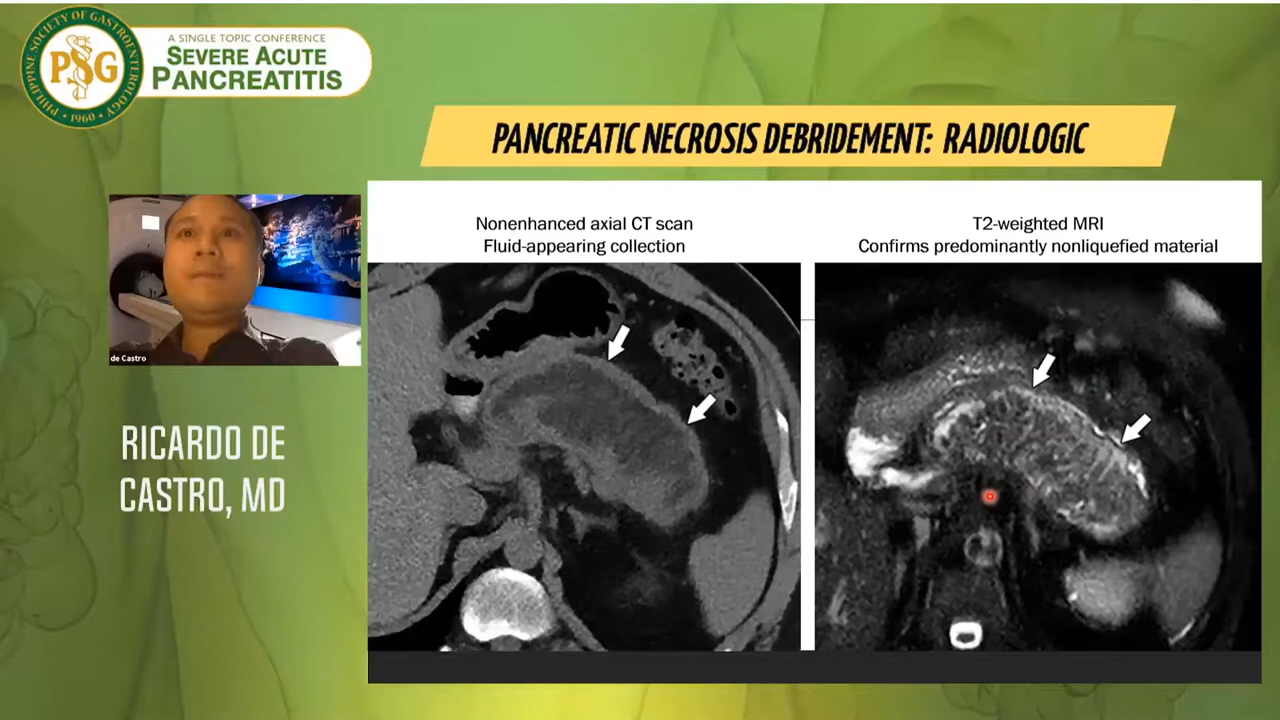 PHILIPPINE SOCIETY OF GASTROENTEROLOGY
PSG
• 1960 •
A SINGLE TOPIC CONFERENCE
SEVERE ACUTE
PANCREATITIS
PANCREATIC NECROSIS DEBRIDEMENT: RADIOLOGIC
Nonenhanced axial CT scan
Fluid-appearing collection
T2-weighted MRI
Confirms predominantly nonliquefied material
de Castro
RICARDO DE
CASTRO, MD